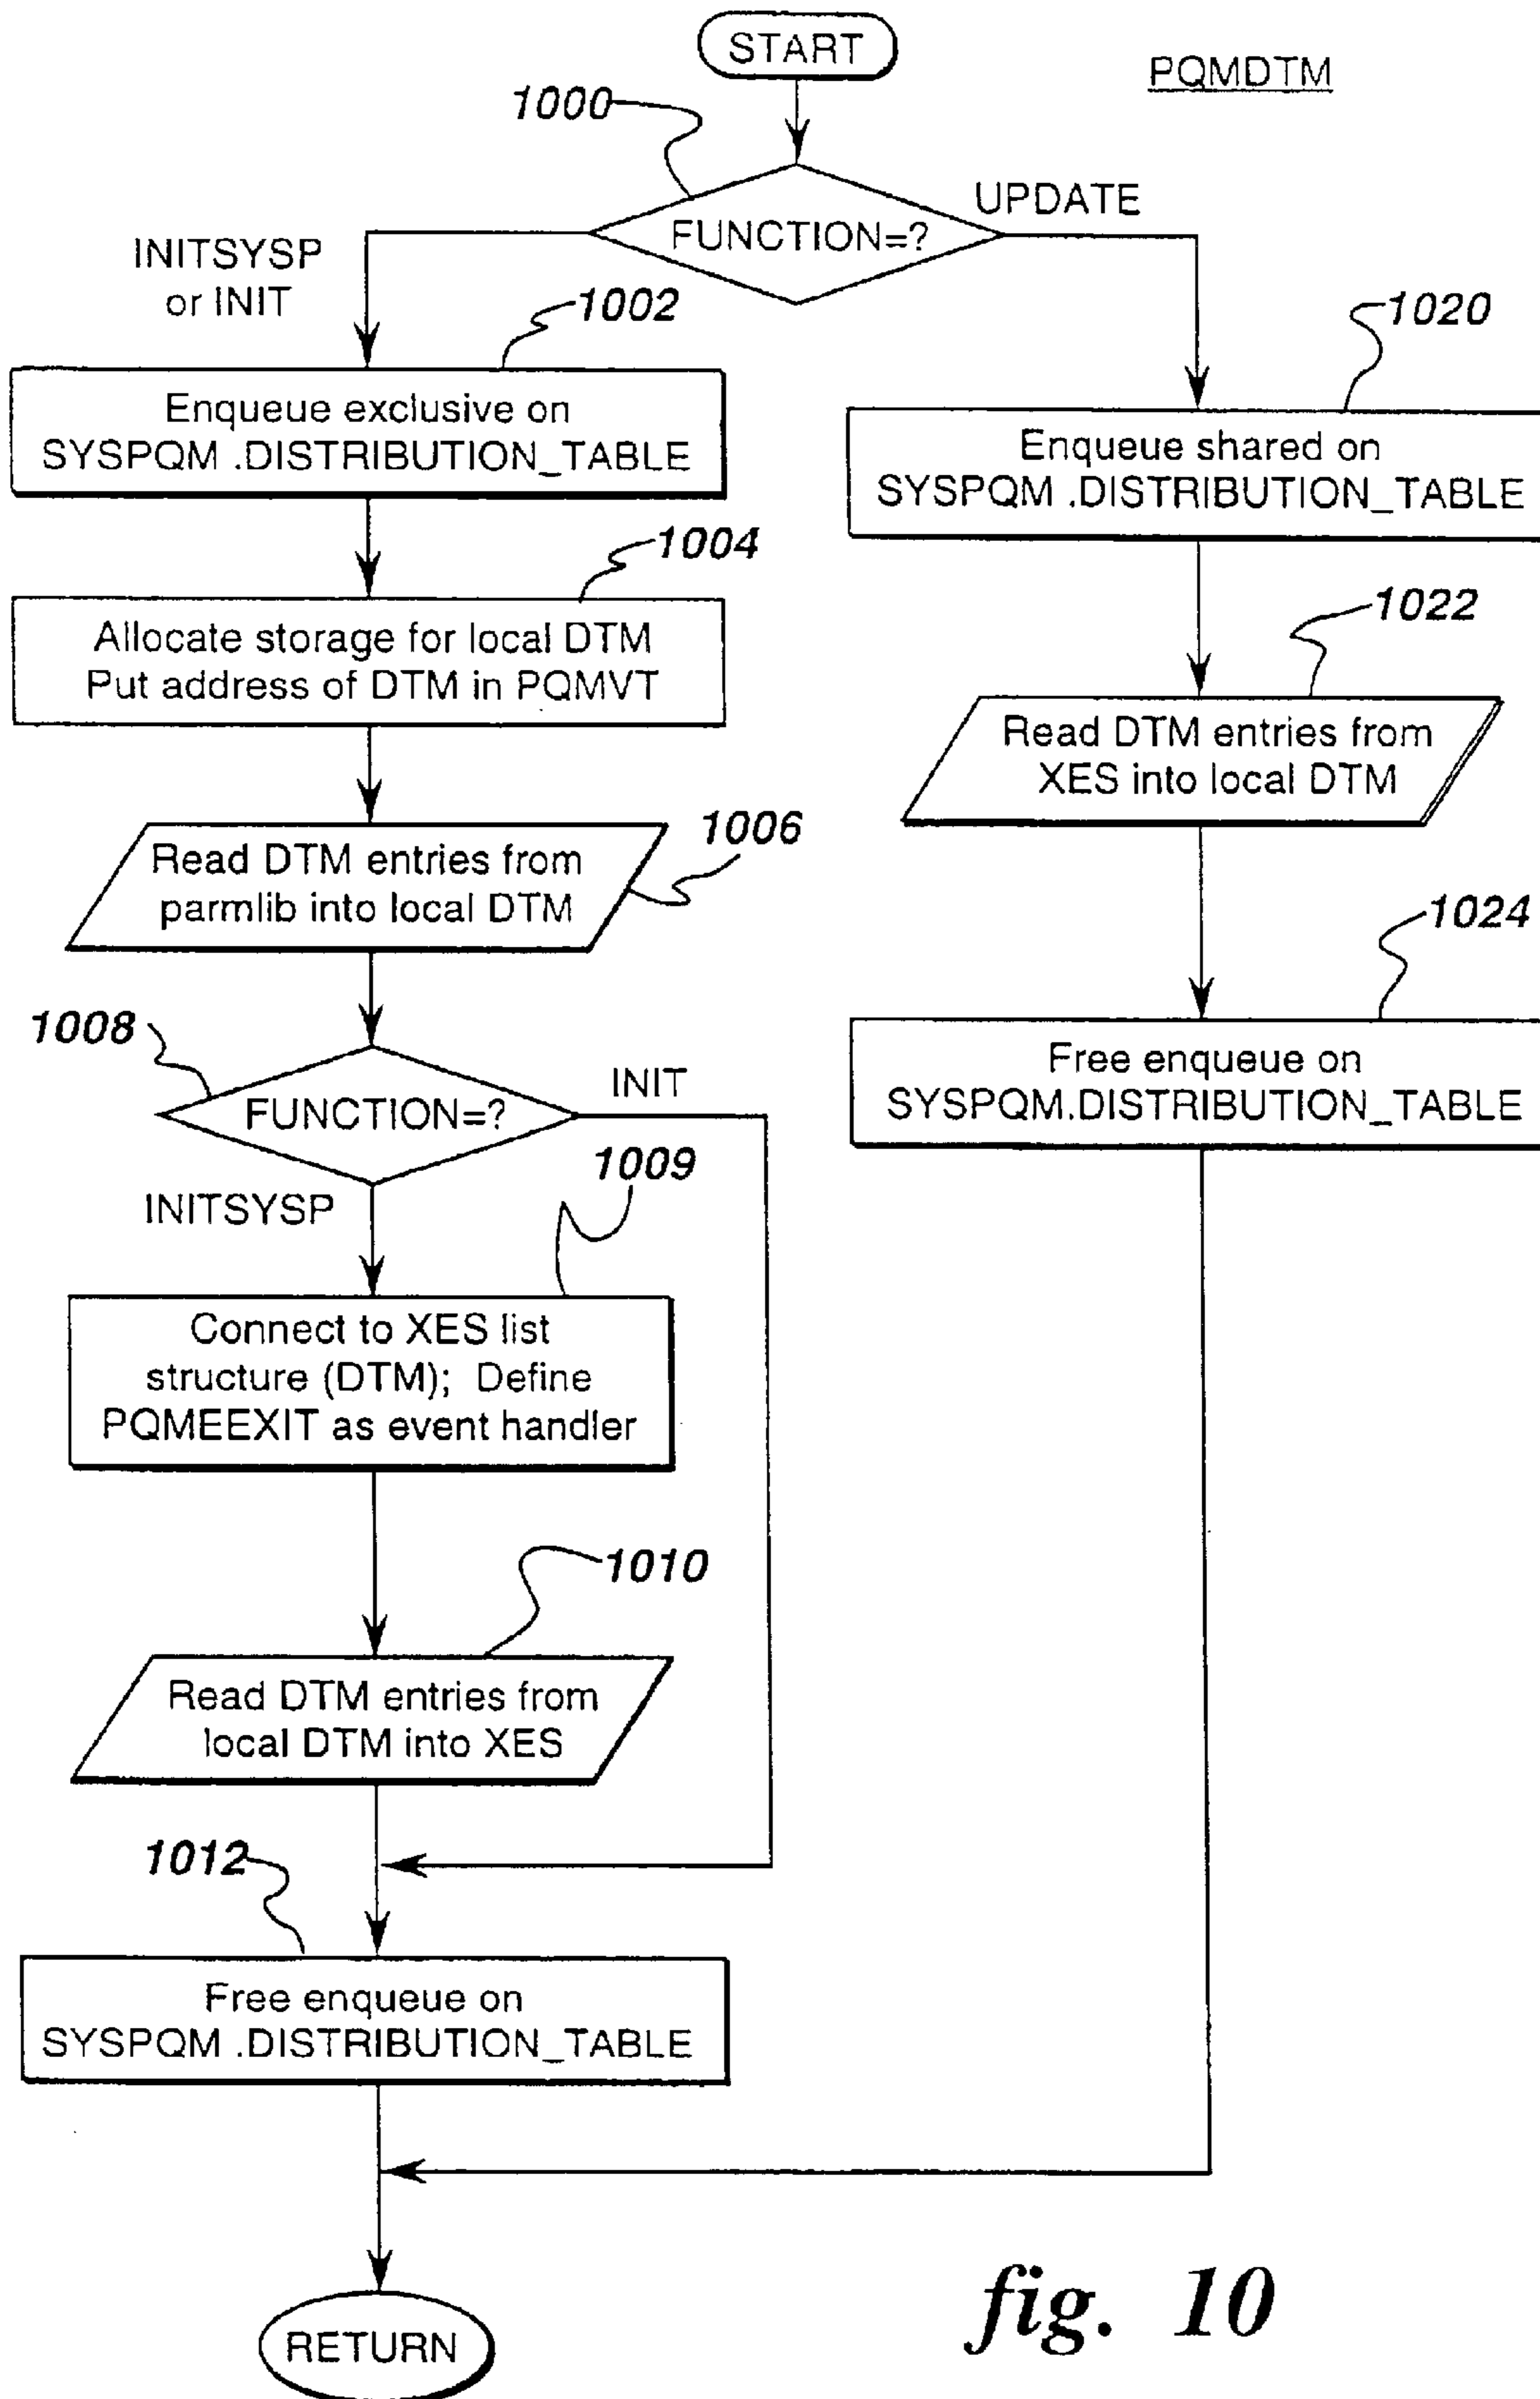 START
PQMDTM
1000
FUNCTION=?
UPDATE
INITSYSP
or INIT
1002
Enqueue exclusive on
SYSPQM .DISTRIBUTION_TABLE
1020
Enqueue shared on
SYSPQM .DISTRIBUTION_TABLE
1004
Allocate storage for local DTM
Put address of DTM in PQMVT
1022
Read DTM entries from
XES into local DTM
1006
Read DTM entries from
parmlib into local DTM
1024
Free enqueue on
SYSPQM.DISTRIBUTION_TABLE
1008
FUNCTION=?
INIT
INITSYSP
1009
Connect to XES list
structure (DTM); Define
PQMEEXIT as event handler
1010
Read DTM entries from
local DTM into XES
1012
Free enqueue on
SYSPQM .DISTRIBUTION_TABLE
RETURN
fig. 10